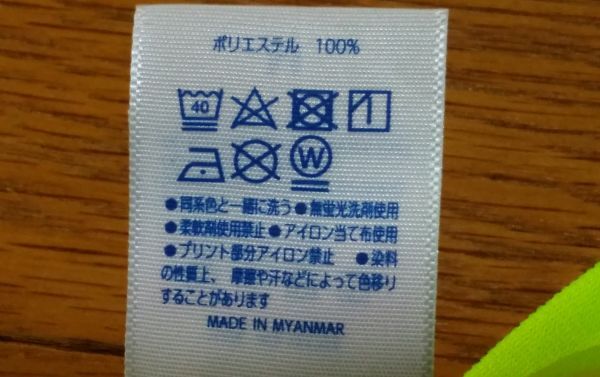 ポリエステル 100%
40
W
●同系色と一緒に洗う●無蛍光洗剤使用
●柔軟剤使用禁止●アイロン当て布使用
●プリント部分アイロン禁止 ●染料
の性質上、摩擦や汗などによって色移り
することがあります
MADE IN MYANMAR